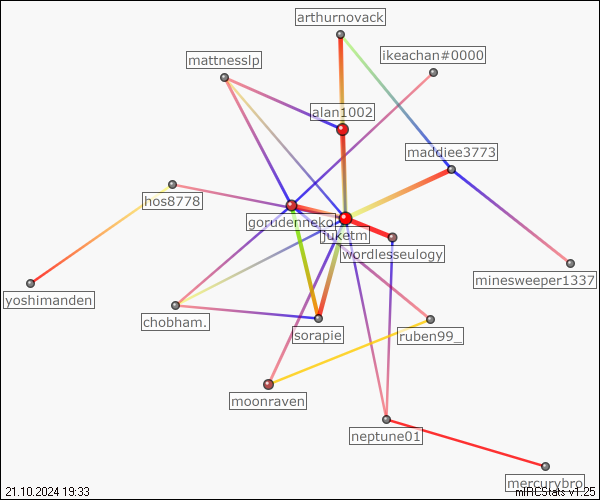 arthurnovack
ikeachan#0000
mattnesslp
alan1002
maddiee3773
hos8778
gorudenneko
juketm
wordlesseulogy
minesweeper1337
yoshimanden
chobham.
sorapie
ruben99_
moonraven
neptune01
mercurybro
21.10.2024 19:33
mIRCStats v1.25